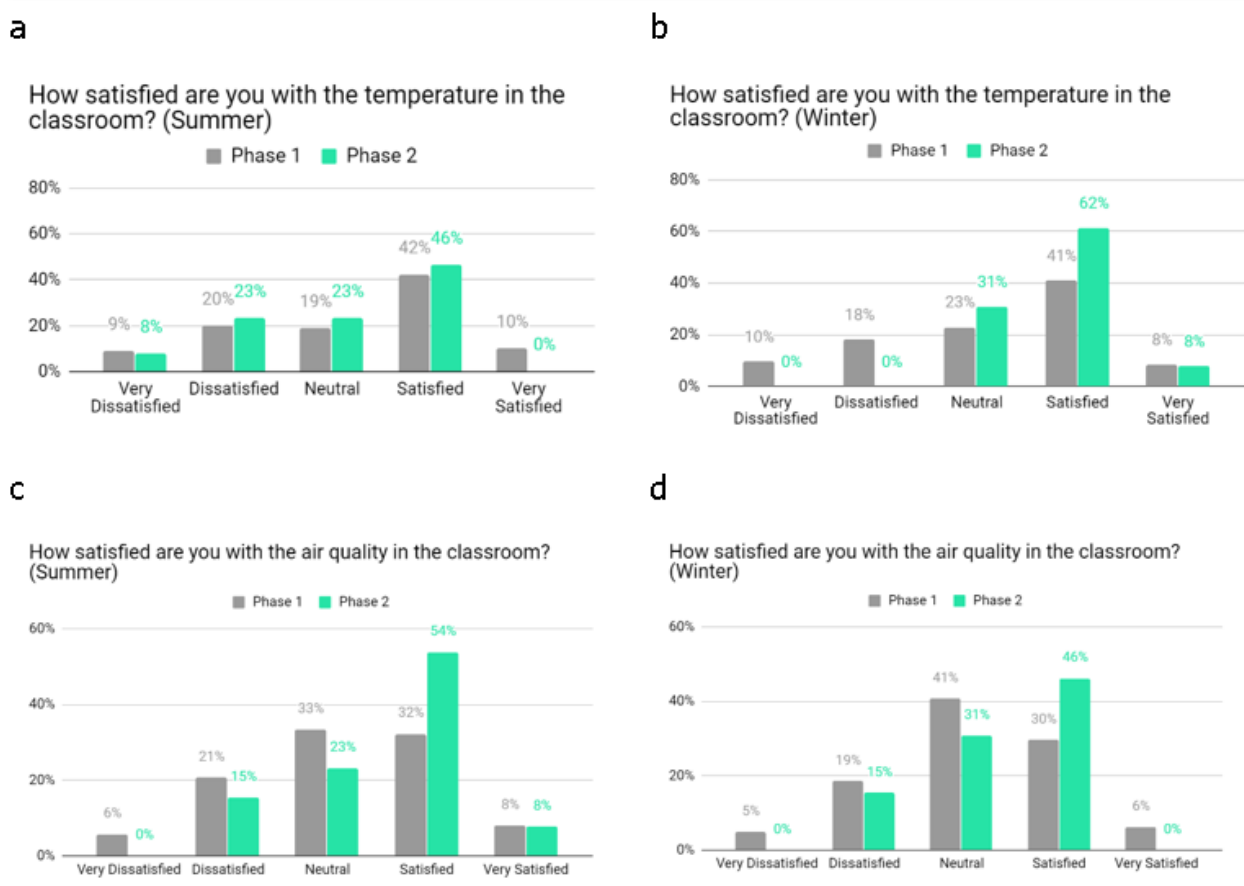 a
How satisfied are you with the temperature in the
classroom? (Summer)
Phase 1 Phase 2
80%
60%
40%
20%
0%
9% 8% 20% 23% 19% 23% 42% 46% 10% 0%
Very Dissatisfied Neutral Satisfied Very
Dissatisfied Satisfied
b
How satisfied are you with the temperature in the
classroom? (Winter)
Phase 1 Phase 2
80%
60%
40%
20%
0%
10% 0% 18% 0% 23% 31% 41% 62% 8% 8%
Very Dissatisfied Neutral Satisfied Very
Dissatisfied Satisfied
c
How satisfied are you with the air quality in the classroom?
(Summer)
Phase 1 Phase 2
60%
40%
20%
0%
6% 0% 21% 15% 33% 23% 32% 54% 8% 8%
Very Dissatisfied Dissatisfied Neutral Satisfied Very Satisfied
d
How satisfied are you with the air quality in the classroom?
(Winter)
Phase 1 Phase 2
60%
40%
20%
0%
5% 0% 19% 15% 41% 31% 30% 46% 6% 0%
Very Dissatisfied Dissatisfied Neutral Satisfied Very Satisfied